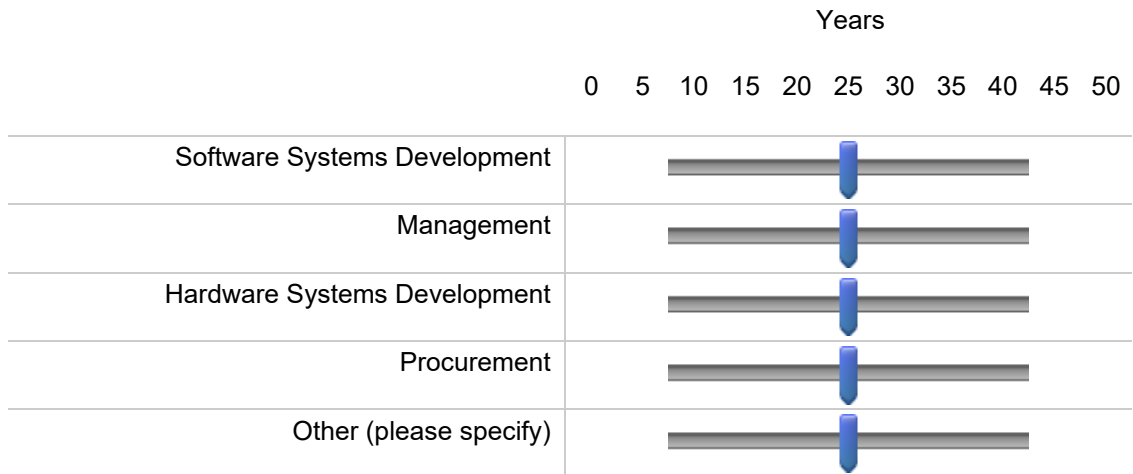 Years
0 5 10 15 20 25 30 35 40 45 50
Software Systems Development
Management
Hardware Systems Development
Procurement
Other (please specify)